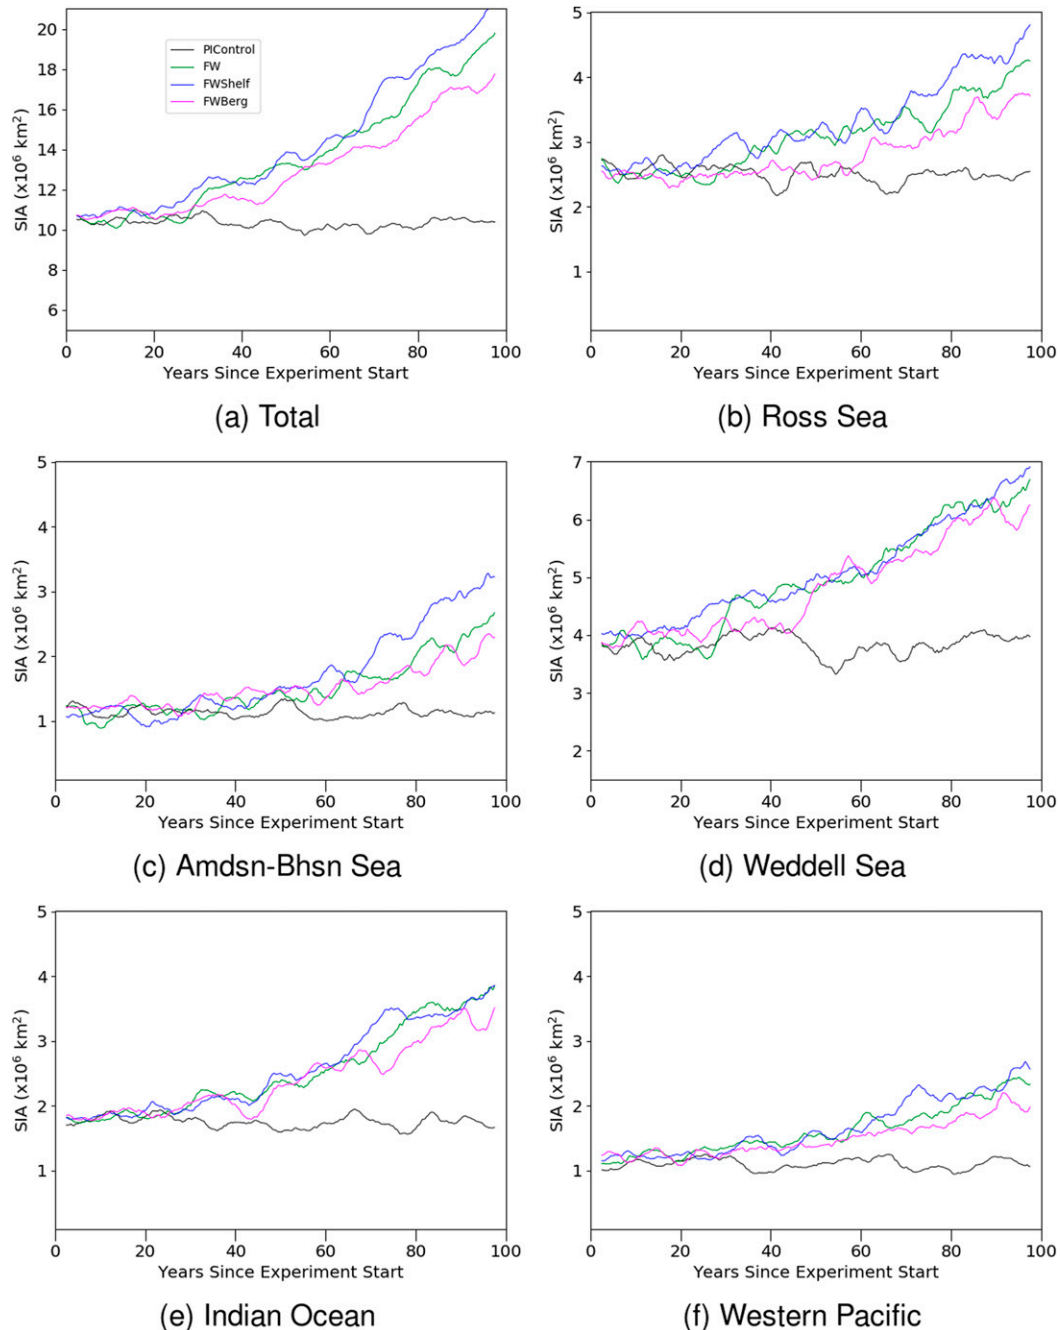 20
18
16
14
12
10
8
6
SIA (x10⁶ km²)
PIControl
FW
FWShelf
FWBerg
0 20 40 60 80 100
Years Since Experiment Start
(a) Total
5
4
3
2
1
SIA (x10⁶ km²)
0 20 40 60 80 100
Years Since Experiment Start
(b) Ross Sea
5
4
3
2
1
SIA (x10⁶ km²)
0 20 40 60 80 100
Years Since Experiment Start
(c) Amdsn-Bhsn Sea
7
6
5
4
3
2
SIA (x10⁶ km²)
0 20 40 60 80 100
Years Since Experiment Start
(d) Weddell Sea
5
4
3
2
1
SIA (x10⁶ km²)
0 20 40 60 80 100
Years Since Experiment Start
(e) Indian Ocean
5
4
3
2
1
SIA (x10⁶ km²)
0 20 40 60 80 100
Years Since Experiment Start
(f) Western Pacific